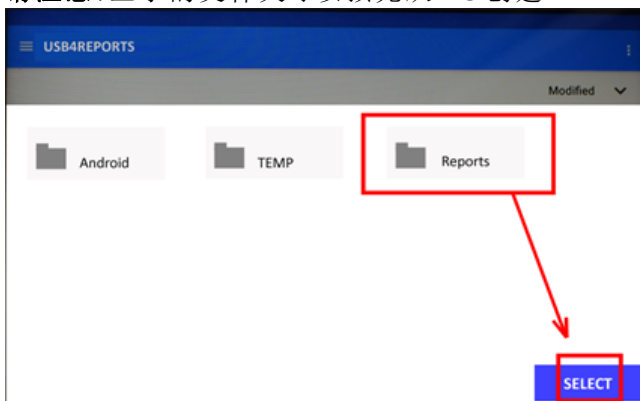 USB4REPORTS
Modified
Android
TEMP
Reports
SELECT